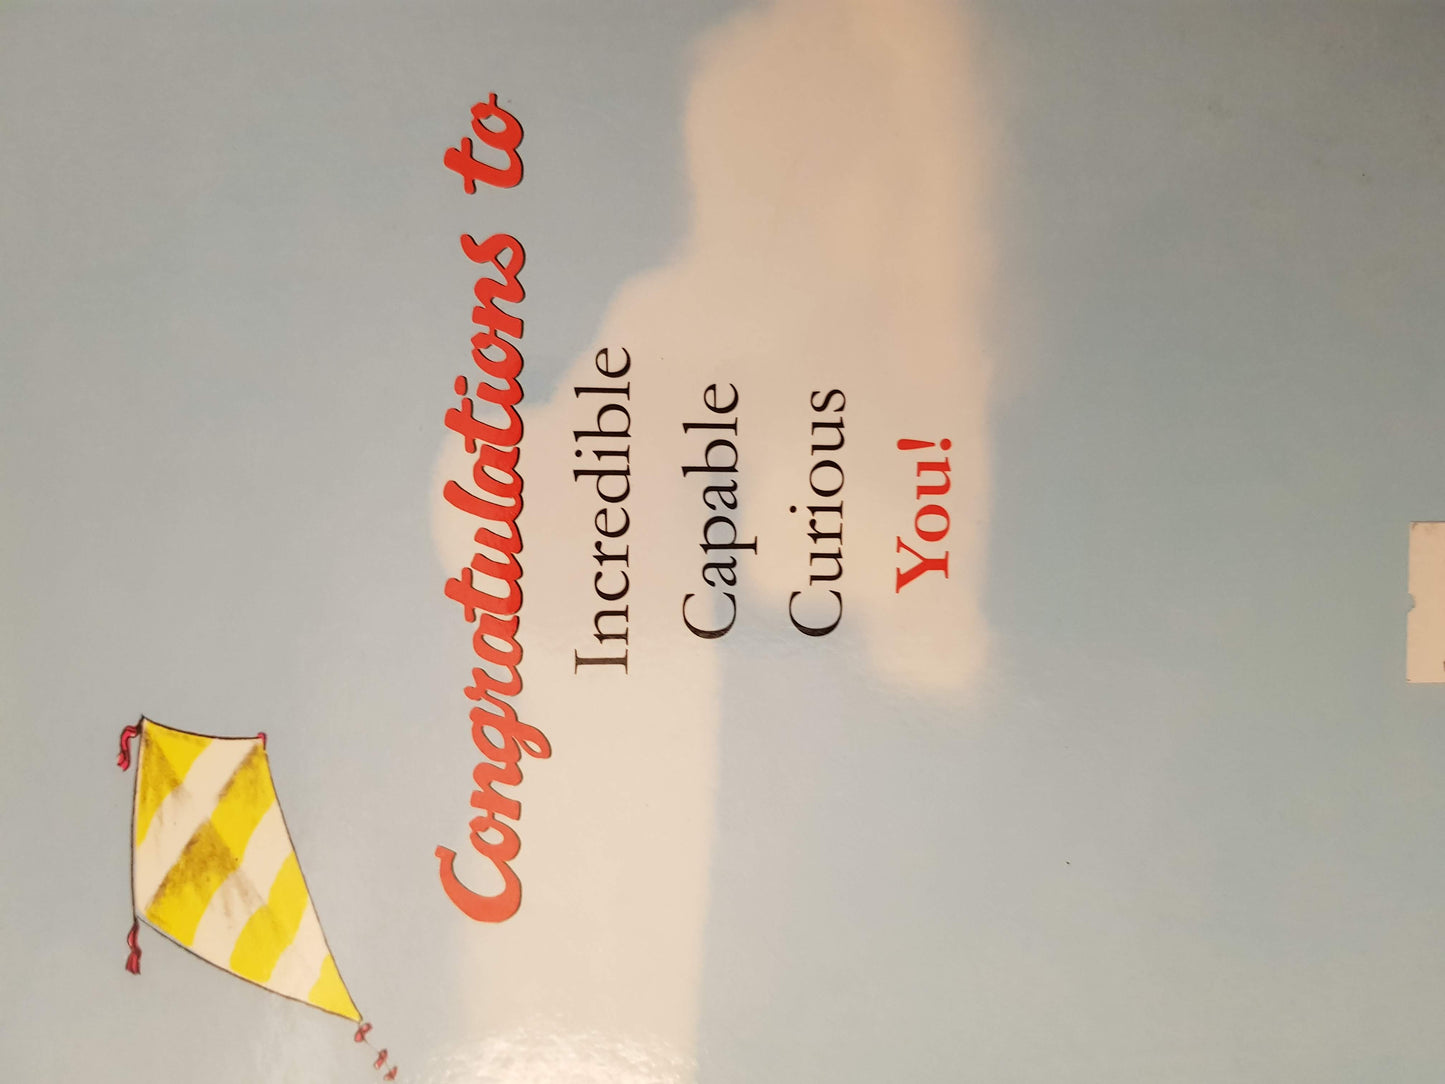 Congratulations to
Incredible
Capable
Curious
You!